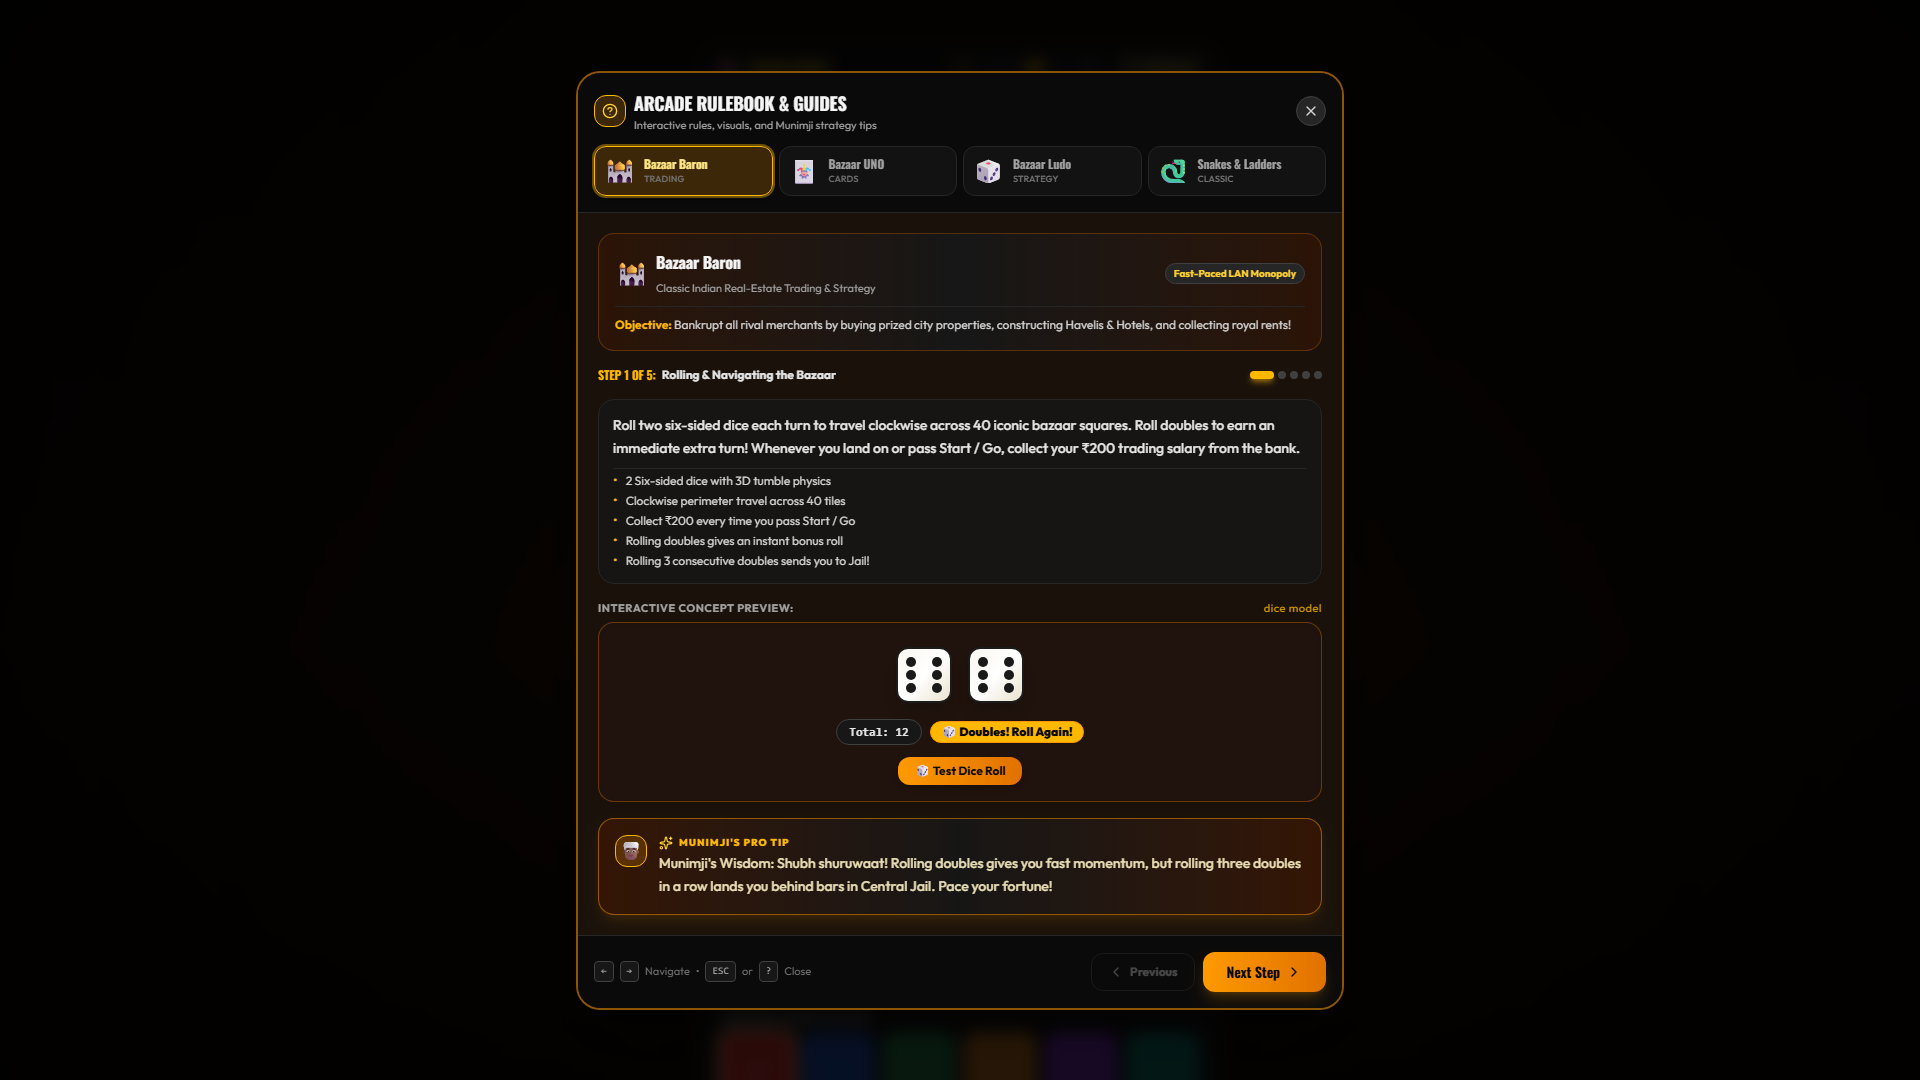 ARCADE RULEBOOK & GUIDES
Interactive rules, visuals, and Munimji strategy tips
Bazaar Baron
TRADING
Bazaar UNO
CARDS
Bazaar Ludo
STRATEGY
Snakes & Ladders
CLASSIC
Bazaar Baron
Classic Indian Real-Estate Trading & Strategy
Fast-Paced LAN Monopoly
Objective: Bankrupt all rival merchants by buying prized city properties, constructing Havelis & Hotels, and collecting royal rents!
STEP 1 OF 5: Rolling & Navigating the Bazaar
Roll two six-sided dice each turn to travel clockwise across 40 iconic bazaar squares. Roll doubles to earn an
immediate extra turn! Whenever you land on or pass Start / Go, collect your ₹200 trading salary from the bank.
• 2 Six-sided dice with 3D tumble physics
• Clockwise perimeter travel across 40 tiles
• Collect ₹200 every time you pass Start / Go
• Rolling doubles gives an instant bonus roll
• Rolling 3 consecutive doubles sends you to Jail!
INTERACTIVE CONCEPT PREVIEW:
dice model
Total: 12
Doubles! Roll Again!
Test Dice Roll
MUNIMJI'S PRO TIP
Munimji's Wisdom: Shubh shuruwaat! Rolling doubles gives you fast momentum, but rolling three doubles
in a row lands you behind bars in Central Jail. Pace your fortune!
← → Navigate • ESC or ? Close
Previous
Next Step